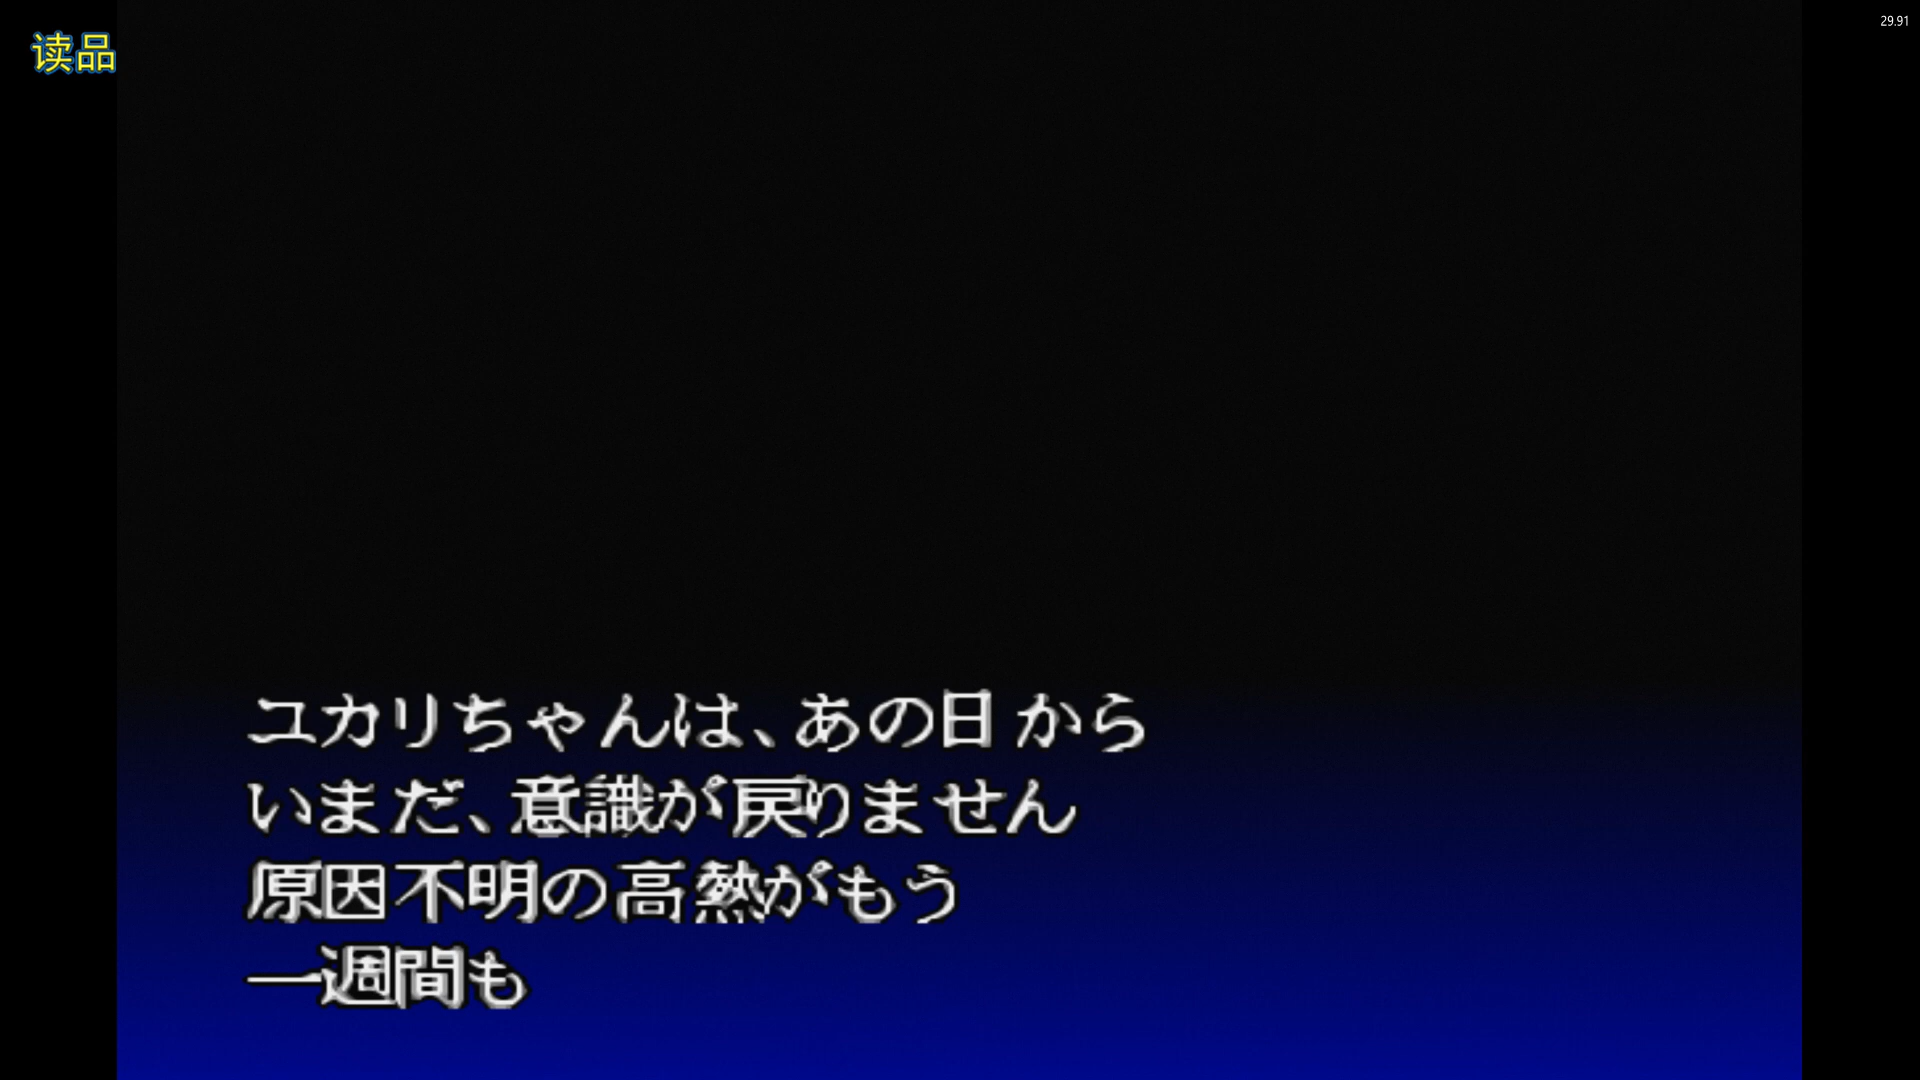 读品
29.91
ユカリちゃんは、あの日から
いまだ、意識が戻りません
原因不明の高熱がもう
一週間も